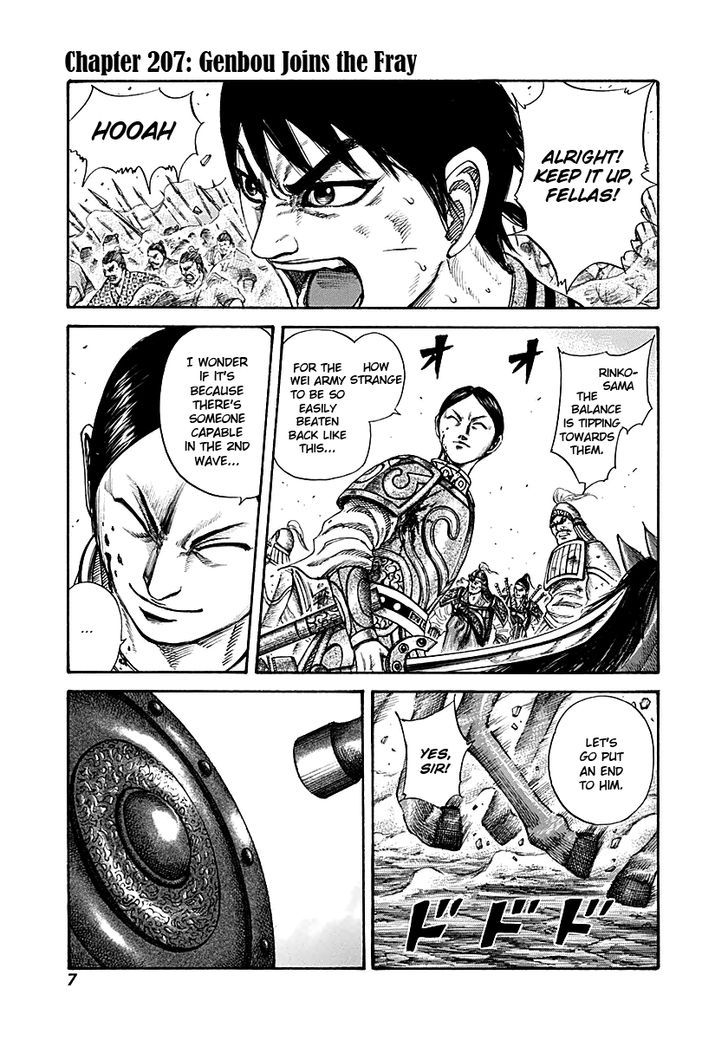 Chapter 207: Genbou Joins the Fray
ALRIGHT!
KEEP IT UP,
FELLAS!
HOOAH
RINKO-
SAMA
THE
BALANCE
IS TIPPING
TOWARDS
THEM.
オ
オ
HOW
STRANGE
FOR THE
WEI ARMY
TO BE SO
EASILY
BEATEN
BACK LIKE
THIS...
I WONDER
IF IT'S
BECAUSE
THERE'S
SOMEONE
CAPABLE
IN THE 2ND
WAVE...
...
LET'S
GO PUT
AN END
TO HIM.
YES,
SIR!
ドドド
7